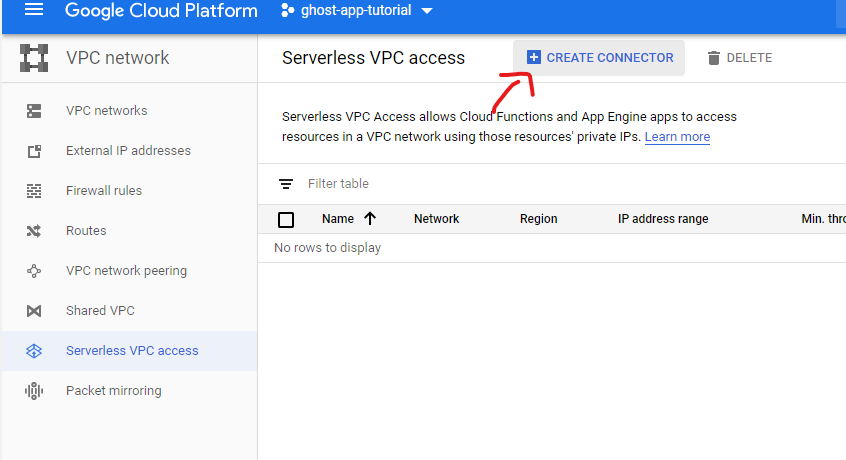 Google Cloud Platform ghost-app-tutorial
VPC network
Serverless VPC access CREATE CONNECTOR DELETE
VPC networks
External IP addresses
Firewall rules
Routes
VPC network peering
Shared VPC
Serverless VPC access
Packet mirroring
Serverless VPC Access allows Cloud Functions and App Engine apps to access
resources in a VPC network using those resources' private IPs. Learn more
Filter table
Name Network Region IP address range Min. thro
No rows to display